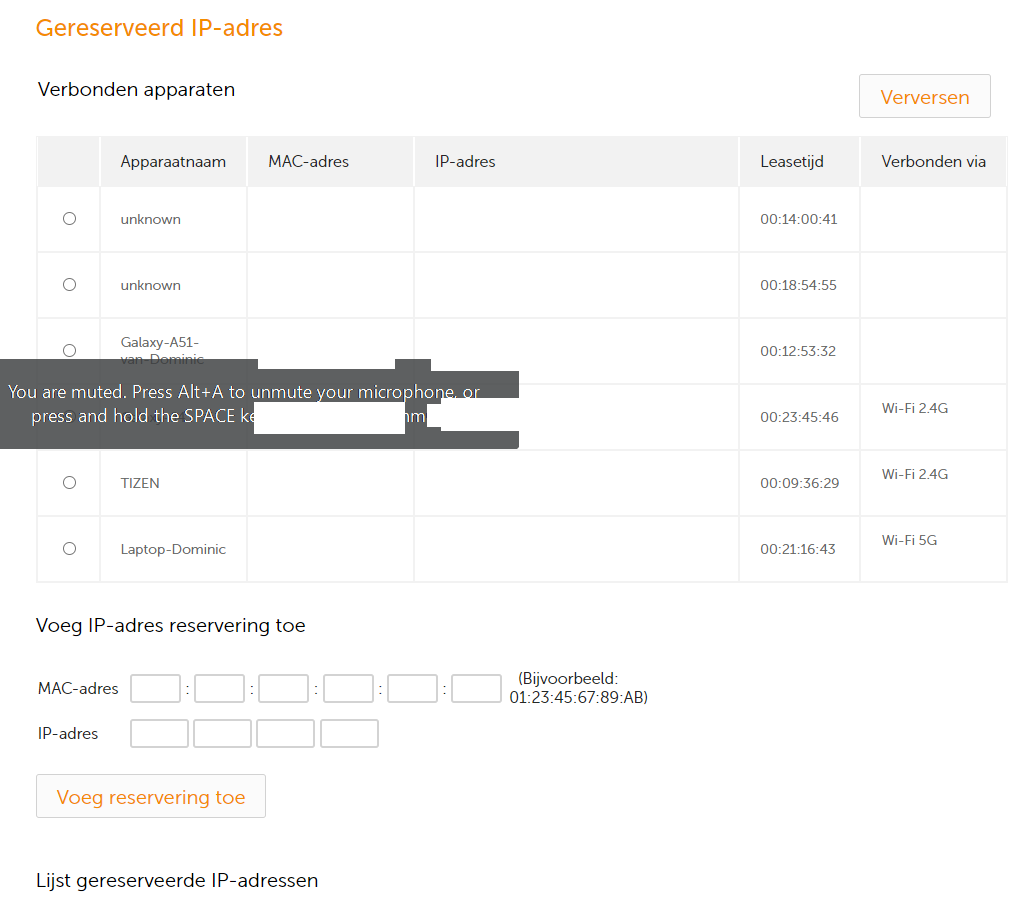 Gereserveerd IP-adres
Verbonden apparaten
Verversen
Apparaatnaam MAC-adres IP-adres Leasetijd Verbonden via
unknown 00:14:00:41
unknown 00:18:54:55
Galaxy-A51-
van-Dominic 00:12:53:32
You are muted. Press Alt+A to unmute your microphone, or
press and hold the SPACE
00:23:45:46 Wi-Fi 2.4G
TIZEN 00:09:36:29 Wi-Fi 2.4G
Laptop-Dominic 00:21:16:43 Wi-Fi 5G
Voeg IP-adres reservering toe
MAC-adres : : : : : (Bijvoorbeeld:
01:23:45:67:89:AB)
IP-adres
Voeg reservering toe
Lijst gereserveerde IP-adressen